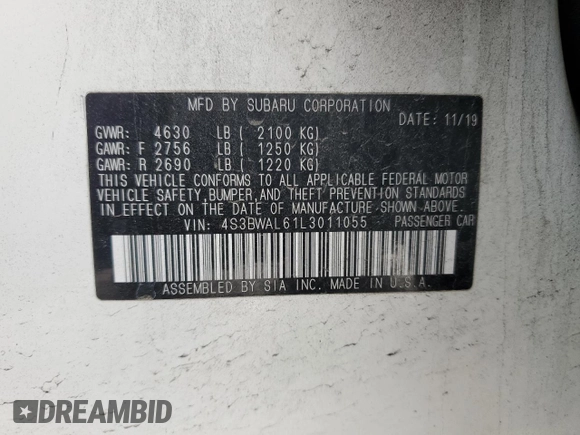 MFD BY SUBARU CORPORATION
DATE: 11/19
GVWR: 4630 LB ( 2100 KG)
GAWR: F 2756 LB ( 1250 KG)
GAWR: R 2690 LB ( 1220 KG)
THIS VEHICLE CONFORMS TO ALL APPLICABLE FEDERAL MOTOR
VEHICLE SAFETY, BUMPER, AND THEFT PREVENTION STANDARDS
IN EFFECT ON THE DATE OF MANUFACTURE SHOWN ABOVE.
VIN: 4S3BWAL61L3011055 PASSENGER CAR
ASSEMBLED BY SIA INC. MADE IN U.S.A.
DREAMBID